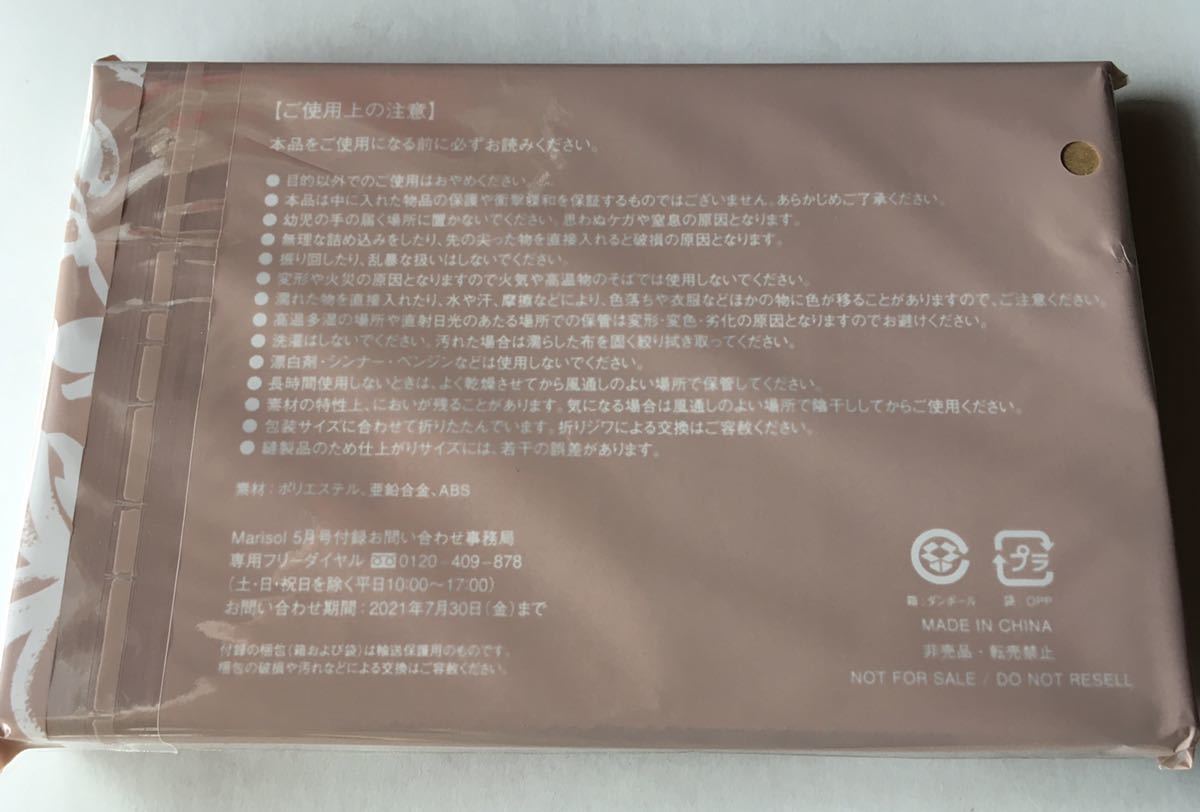 【ご使用上の注意】
本品をご使用になる前に必ずお読みください。
● 目的以外でのご使用はおやめください。
● 本品は中に入れた物品の保護や衝撃緩和を保証するものではございません。あらかじめご了承ください。
● 幼児の手の届く場所に置かないでください。思わぬケガや窒息の原因となります。
● 無理な詰め込みをしたり、先の尖った物を直接入れると破損の原因となります。
● 振り回したり、乱暴な扱いはしないでください。
● 変形や火災の原因となりますので火気や高温物のそばでは使用しないでください。
● 濡れた物を直接入れたり、水や汗、摩擦などにより、色落ちや衣服などほかの物に色が移ることがありますので、ご注意ください。
● 高温多湿の場所や直射日光のあたる場所での保管は変形・変色・劣化の原因となりますのでお避けください。
● 洗濯はしないでください。汚れた場合は濡らした布を固く絞り拭き取ってください。
● 漂白剤・シンナー・ベンジンなどは使用しないでください。
● 長時間使用しないときは、よく乾燥させてから風通しのよい場所で保管してください。
● 素材の特性上、においが残ることがあります。気になる場合は風通しのよい場所で陰干ししてからご使用ください。
● 包装サイズに合わせて折りたたんでいます。折りジワによる交換はご容赦ください。
● 縫製品のため仕上がりサイズには、若干の誤差があります。
素材：ポリエステル、亜鉛合金、ABS
Marisol 5月号付録お問い合わせ事務局
専用フリーダイヤル 0120-409-878
（土・日・祝日を除く平日10:00～17:00）
お問い合わせ期間：2021年7月30日（金）まで
付録の梱包（箱および袋）は輸送保護用のものです。
梱包の破損や汚れなどによる交換はご容赦ください。
プラ
箱：ダンボール 袋：OPP
MADE IN CHINA
非売品・転売禁止
NOT FOR SALE / DO NOT RESELL